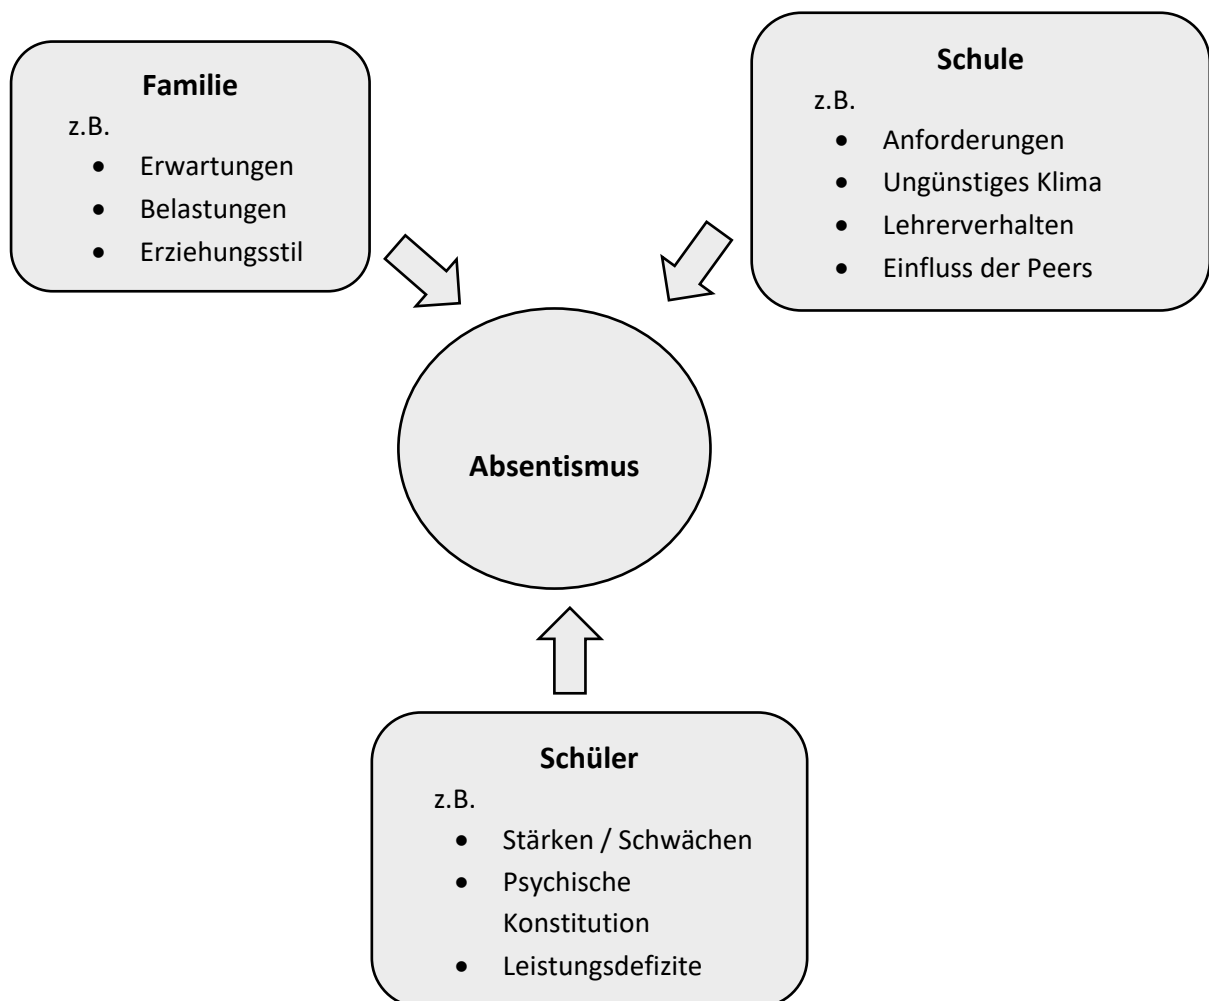 Familie
z.B.
• Erwartungen
• Belastungen
• Erziehungsstil
Schule
z.B.
• Anforderungen
• Ungünstiges Klima
• Lehrerverhalten
• Einfluss der Peers
Absentismus
Schüler
z.B.
• Stärken / Schwächen
• Psychische
Konstitution
• Leistungsdefizite